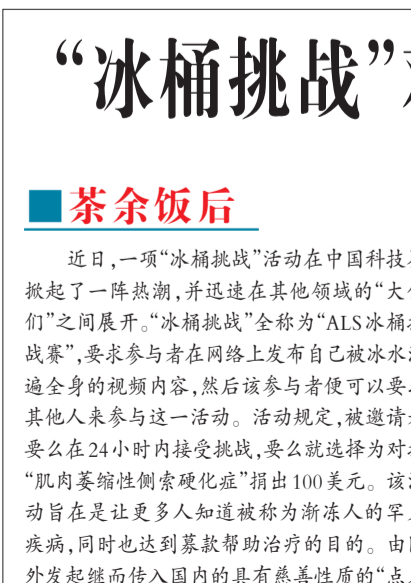 “冰桶挑战”
■茶余饭后
近日,一项“冰桶挑战”活动在中国科技
掀起了一阵热潮,并迅速在其他领域的“大
们”之间展开。“冰桶挑战”全称为“ALS冰桶
战赛”,要求参与者在网络上发布自己被冰水
遍全身的视频内容,然后该参与者便可以要
其他人来参与这一活动。活动规定,被邀请
要么在24小时内接受挑战,要么就选择为对
“肌肉萎缩性侧索硬化症”捐出100美元。该
动旨在是让更多人知道被称为渐冻人的罕
疾病,同时也达到募款帮助治疗的目的。由
外发起继而传入国内的具有慈善性质的“点